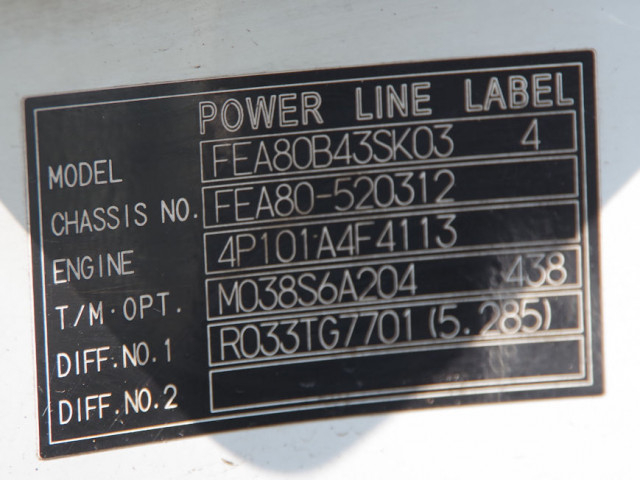 POWER LINE LABEL
MODEL FEA80B43SK03 4
CHASSIS NO. FEA80-520312
ENGINE 4P101A4F4113
T/M·OPT. M038S6A204 438
DIFF.NO.1 R033TG7701(5.285)
DIFF.NO.2